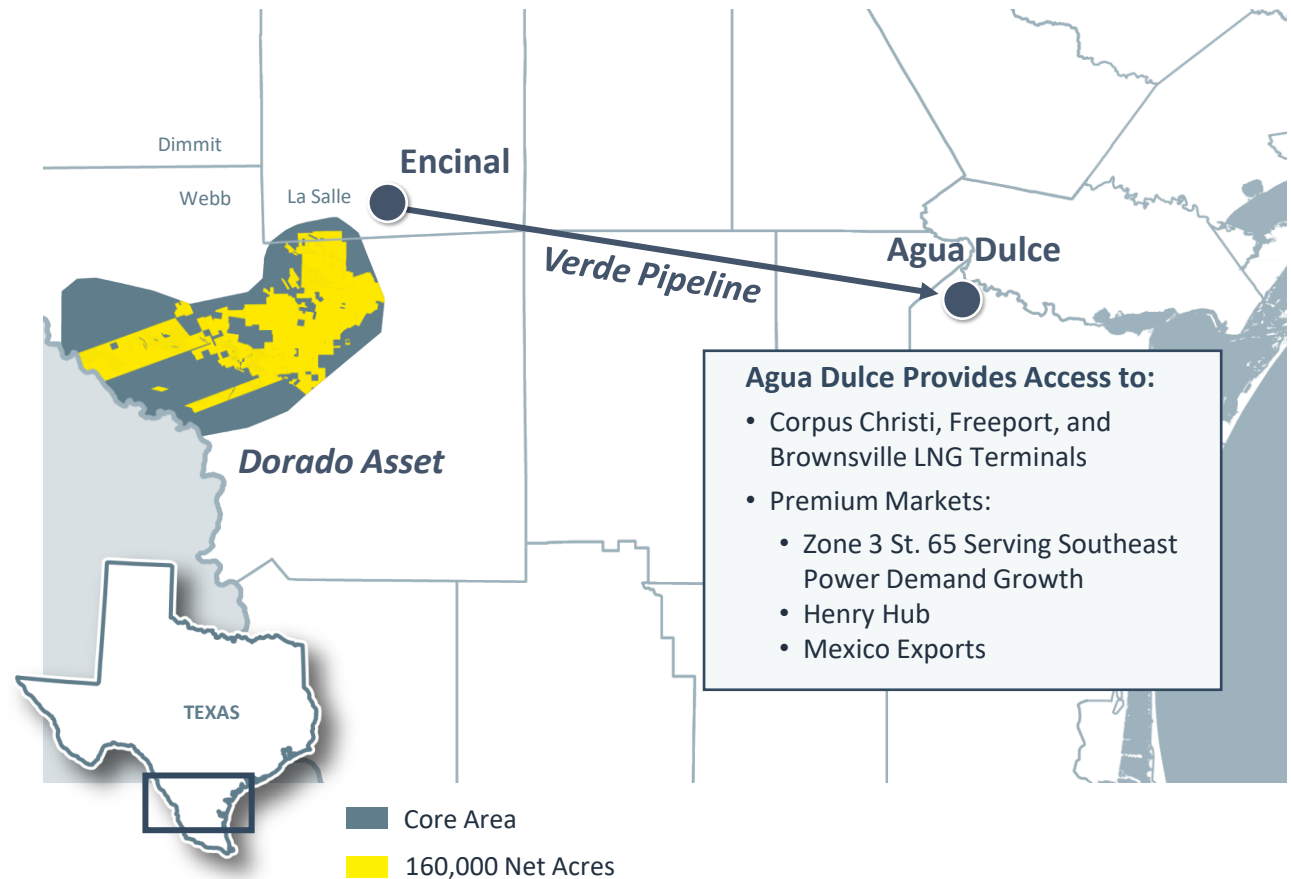 Dimmit
Encinal
Webb
La Salle
Agua Dulce
Verde Pipeline
Agua Dulce Provides Access to:
• Corpus Christi, Freeport, and
Brownsville LNG Terminals
• Premium Markets:
• Zone 3 St. 65 Serving Southeast
Power Demand Growth
• Henry Hub
• Mexico Exports
Dorado Asset
TEXAS
Core Area
160,000 Net Acres